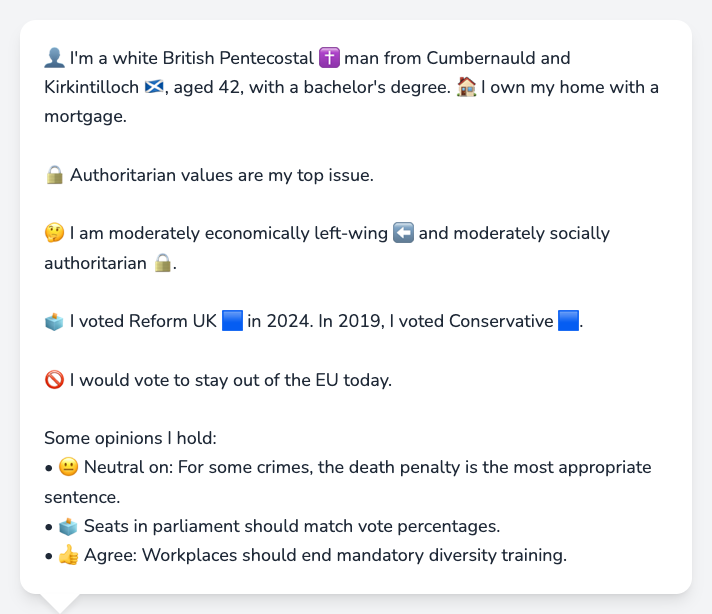 👤 I'm a white British Pentecostal ✝️ man from Cumbernauld and
Kirkintilloch 🏴󠁧󠁢󠁳󠁣󠁴󠁿, aged 42, with a bachelor's degree. 🏠 I own my home with a
mortgage.
🔒 Authoritarian values are my top issue.
🤔 I am moderately economically left-wing ⬅️ and moderately socially
authoritarian 🔒.
🗳️ I voted Reform UK 🟦 in 2024. In 2019, I voted Conservative 🟦.
🚫 I would vote to stay out of the EU today.
Some opinions I hold:
• 😐 Neutral on: For some crimes, the death penalty is the most appropriate
sentence.
• 🗳️ Seats in parliament should match vote percentages.
• 👍 Agree: Workplaces should end mandatory diversity training.